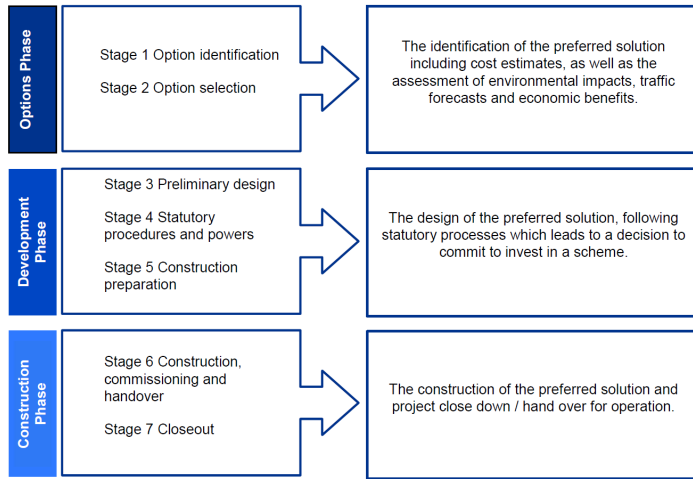 Options Phase
Stage 1 Option identification
Stage 2 Option selection
The identification of the preferred solution
including cost estimates, as well as the
assessment of environmental impacts, traffic
forecasts and economic benefits.
Development
Phase
Stage 3 Preliminary design
Stage 4 Statutory
procedures and powers
Stage 5 Construction
preparation
The design of the preferred solution, following
statutory processes which leads to a decision to
commit to invest in a scheme.
Construction
Phase
Stage 6 Construction,
commissioning and
handover
Stage 7 Closeout
The construction of the preferred solution and
project close down / hand over for operation.